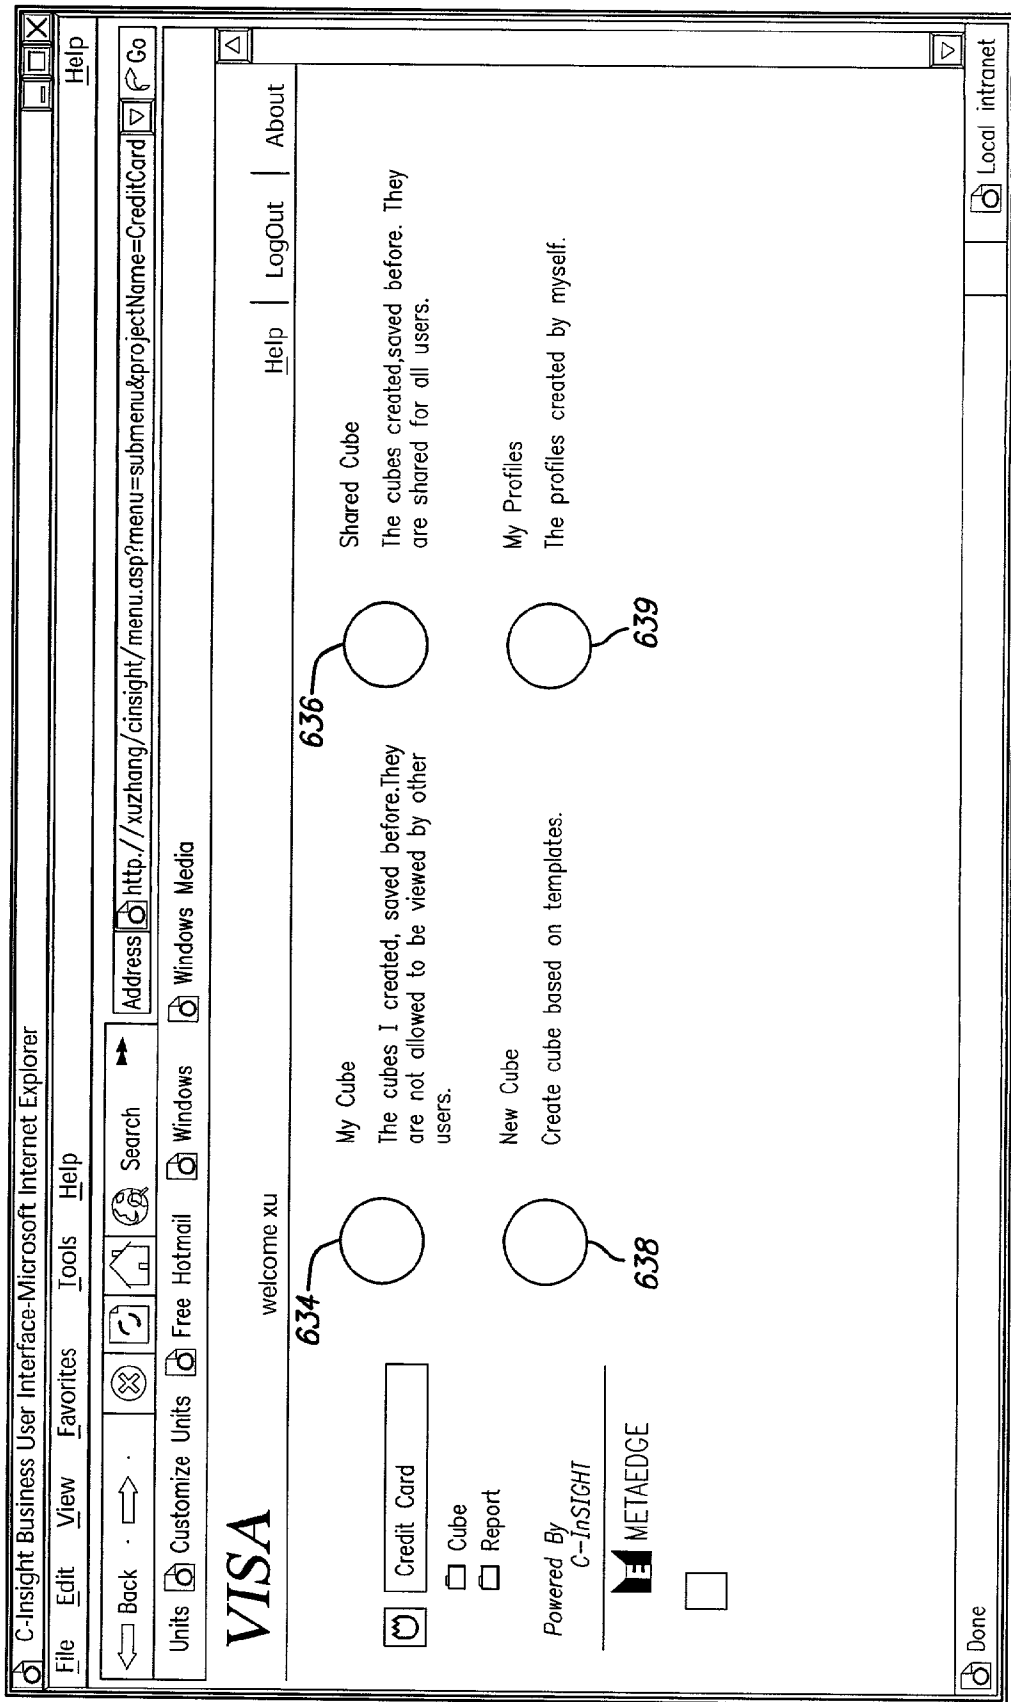 C-Insight Business User Interface-Microsoft Internet Explorer
File Edit View Favorites Tools Help Help
Back Search Address http.//xuzhang/cinsight/menu.asp?menu=submenu&projectName=CreditCard Go
Units Customize Units Free Hotmail Windows Windows Media
VISA welcome xu Help | LogOut | About
634
636
Credit Card
Cube
Report
Powered By
C-InSIGHT
METAEDGE
My Cube
The cubes I created, saved before.They
are not allowed to be viewed by other
users.
Shared Cube
The cubes created,saved before. They
are shared for all users.
New Cube
Create cube based on templates.
638
My Profiles
The profiles created by myself.
639
Done Local intranet